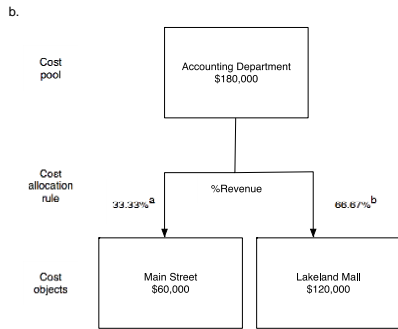 b.
Cost
pool
Accounting Department
$180,000
Cost
allocation
rule
%Revenue
33.33%a
66.67%b
Cost
objects
Main Street
$60,000
Lakeland Mall
$120,000